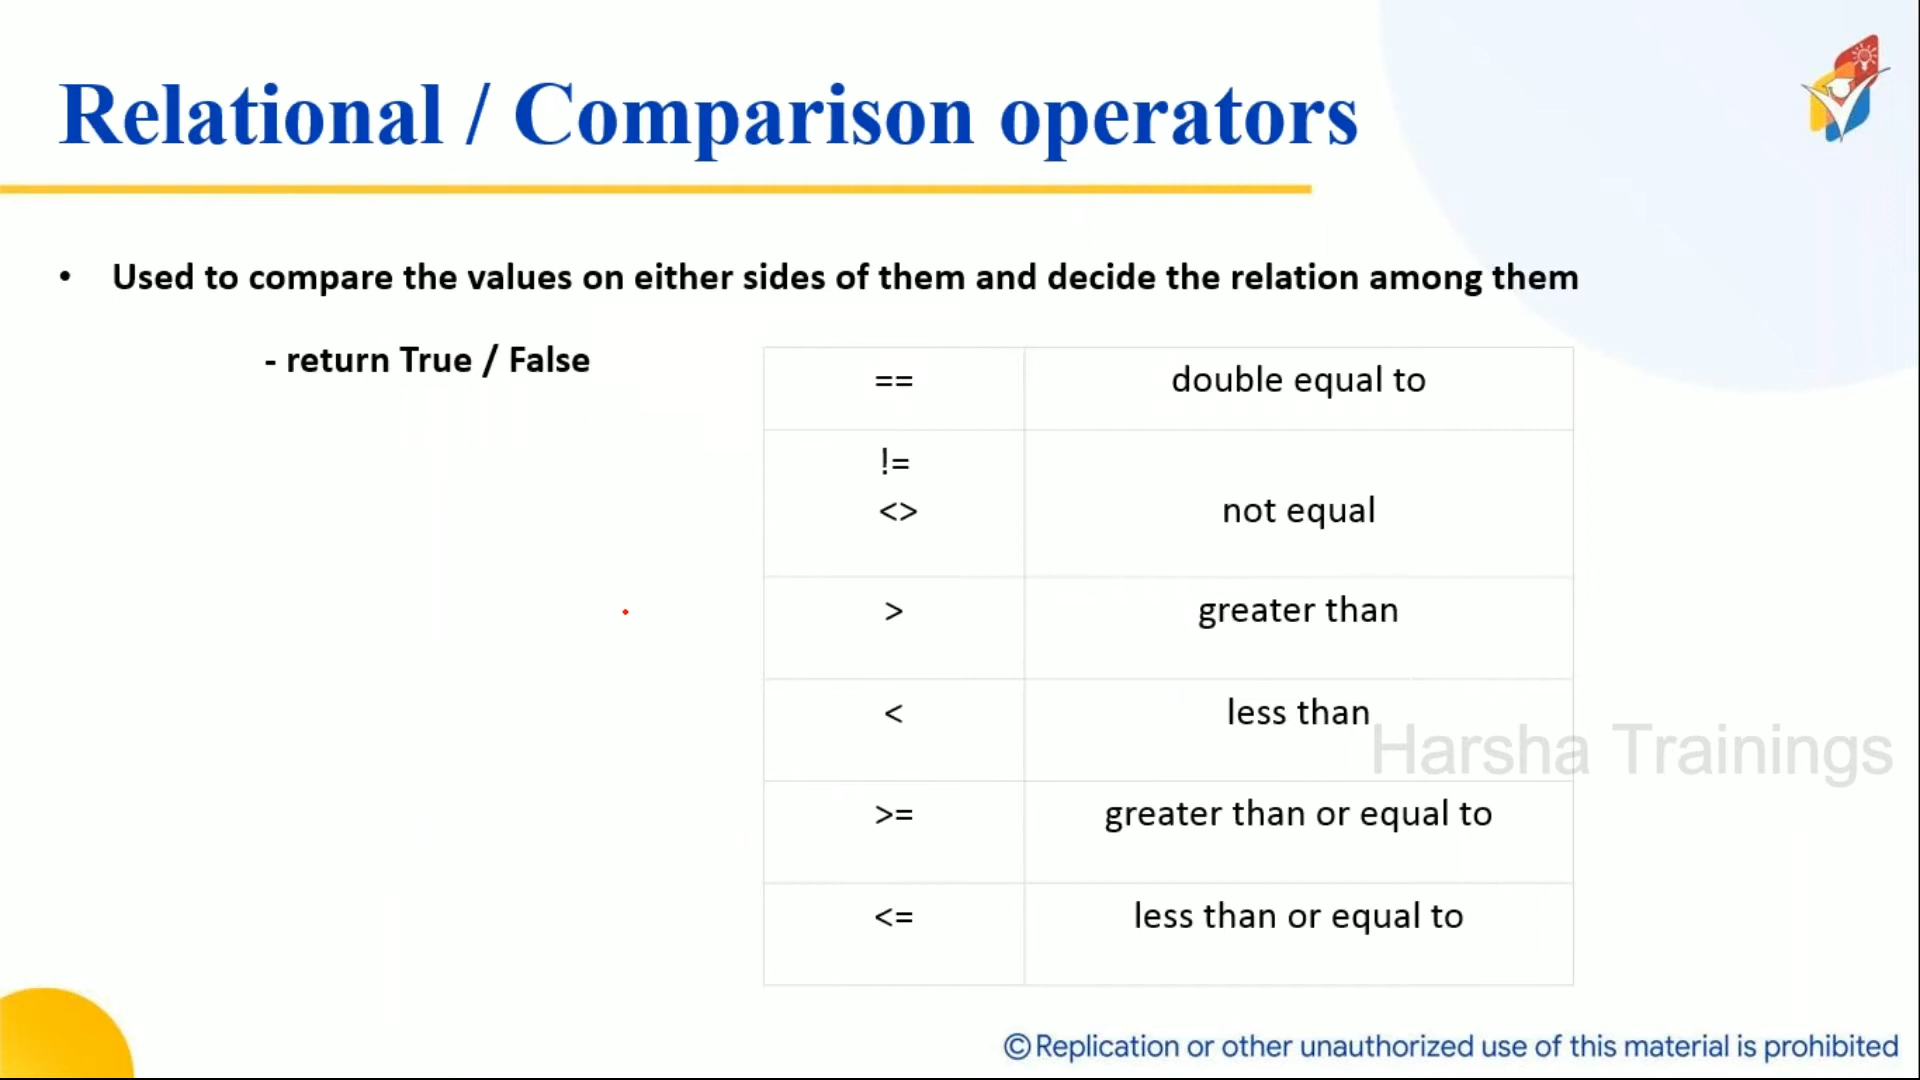 Relational / Comparison operators
• Used to compare the values on either sides of them and decide the relation among them
- return True / False
== double equal to
!=
<> not equal
> greater than
< less than
>= greater than or equal to
<= less than or equal to
Harsha Trainings
©Replication or other unauthorized use of this material is prohibited